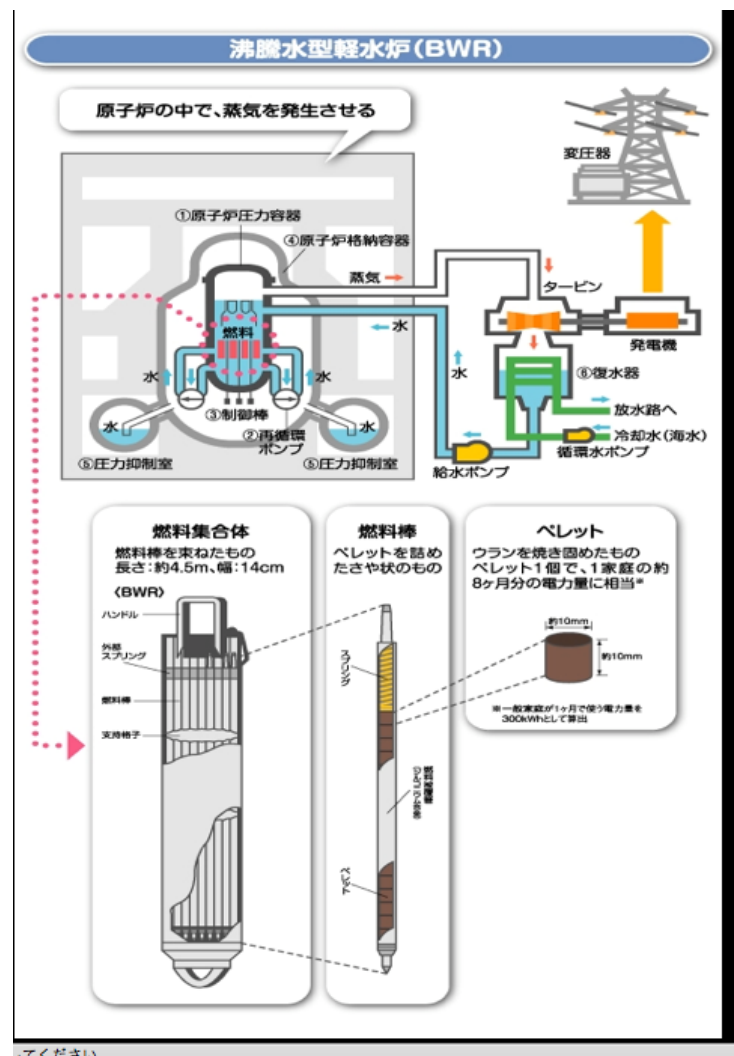 沸騰水型軽水炉(BWR)
原子炉の中で、蒸気を発生させる
変圧器
①原子炉圧力容器
④原子炉格納容器
蒸気
タービン
水
燃料
発電機
水
水
水
⑥復水器
③制御棒
放水路へ
水
水
②再循環
ポンプ
冷却水(海水)
循環水ポンプ
⑤圧力抑制室
⑤圧力抑制室
給水ポンプ
燃料集合体
燃料棒を束ねたもの
長さ:約4.5m、幅:14cm
〈BWR〉
ハンドル
外部
スプリング
燃料棒
支持格子
燃料棒
ペレットを詰め
たさや状のもの
スプリング
ペレット
ペレット
ウランを焼き固めたもの
ペレット1個で、1家庭の約
8ヶ月分の電力量に相当※
約10mm
約10mm
※一般家庭が1ヶ月で使う電力量を
300kWhとして算出
てください